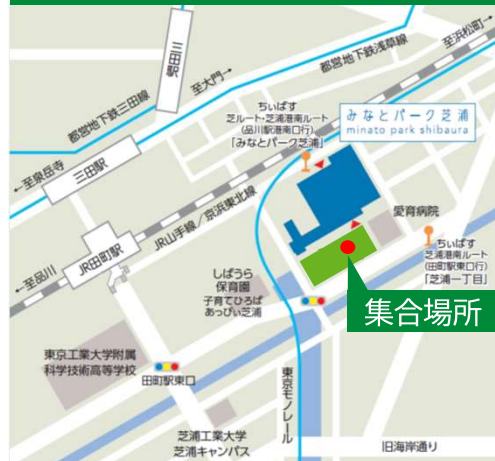 三田駅
都営地下鉄浅草線
至浜松町→
至大門→
都営地下鉄三田線
ちぃばす
芝ルート・芝浦港南ルート
(品川駅港南口行)
「みなとパーク芝浦」
みなとパーク芝浦
minato park shibaura
←至泉岳寺
三田駅
JR山手線/京浜東北線
愛育病院
JR田町駅
←至品川
ちぃばす
芝浦港南ルート
(田町駅東口行)
「芝浦一丁目」
しばうら
保育園
子育てひろば
あっぴぃ芝浦
集合場所
東京工業大学附属
科学技術高等学校
田町駅東口
東京モノレール
芝浦工業大学
芝浦キャンパス
旧海岸通り